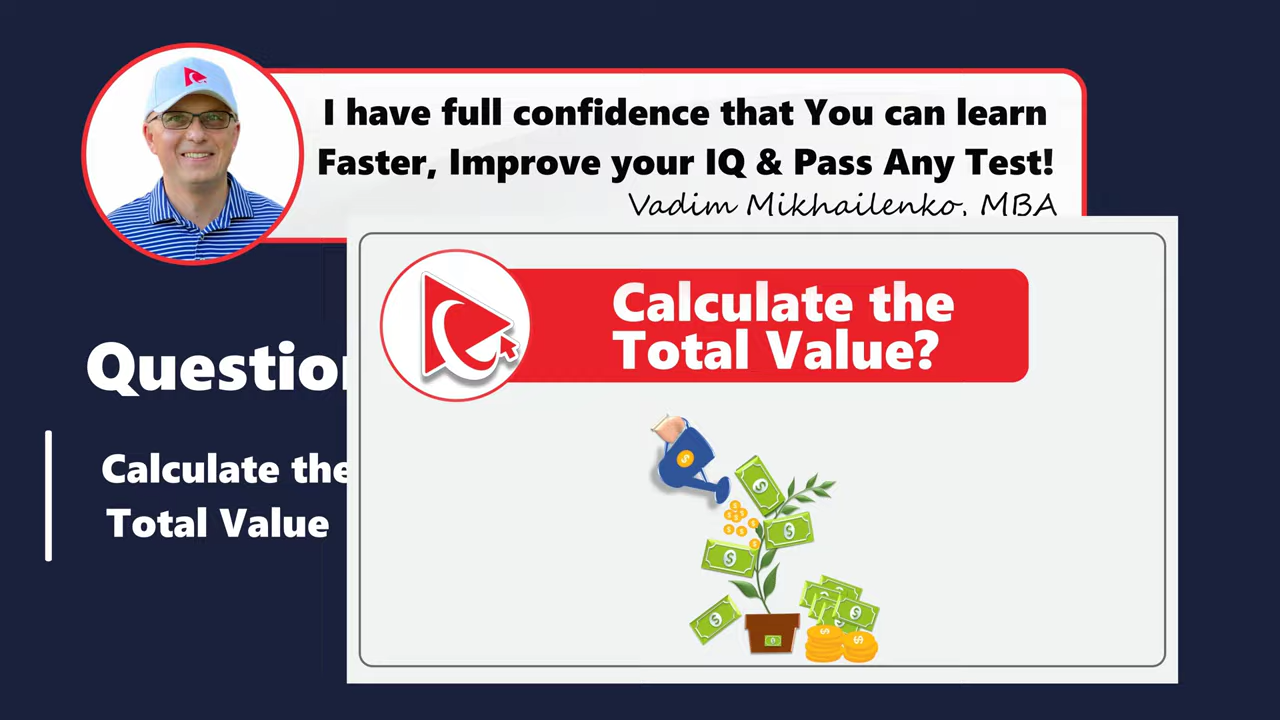 I have full confidence that You can learn
Faster, Improve your IQ & Pass Any Test!
Vadim Mikhailenko, MBA
Calculate the
Total Value?
Questio
Calculate the
Total Value